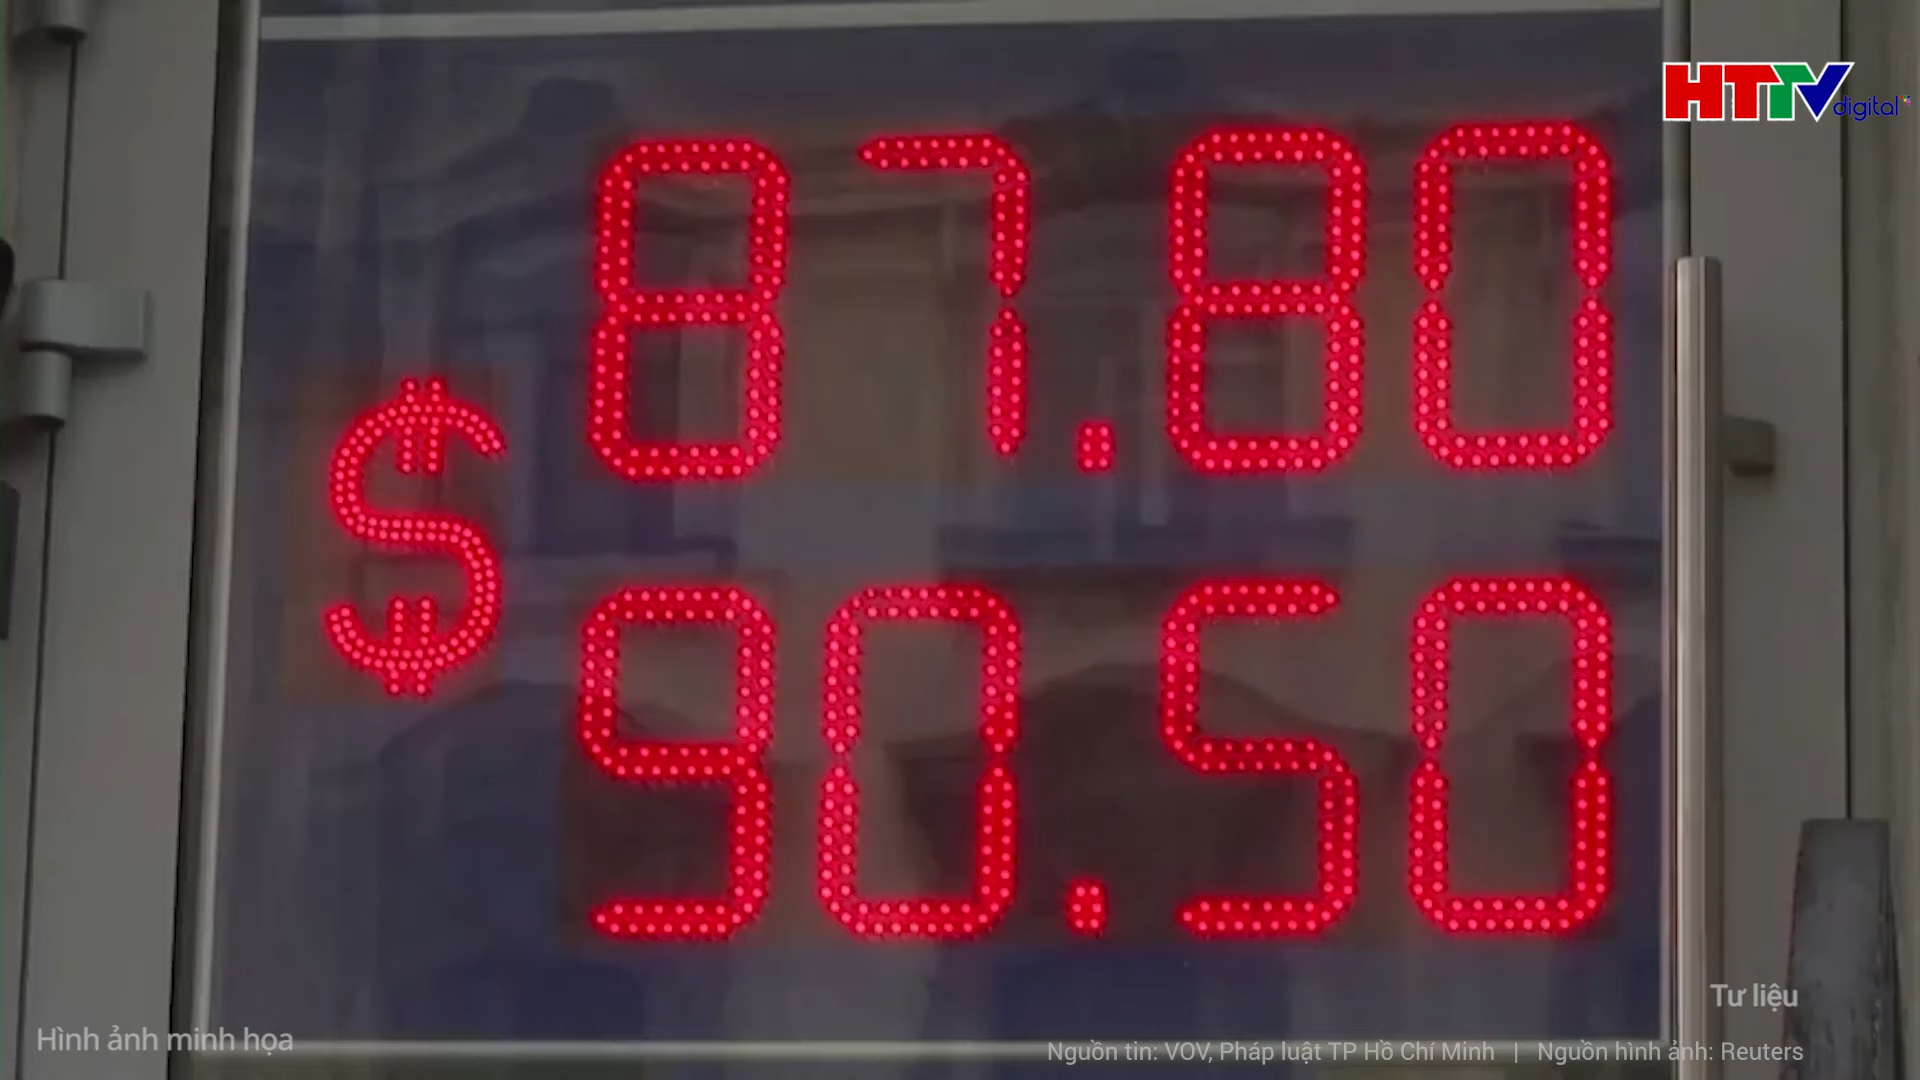 HTTV digital
87.80
$
90.50
Tư liệu
Hình ảnh minh họa
Nguồn tin: VOV, Pháp luật TP Hồ Chí Minh | Nguồn hình ảnh: Reuters